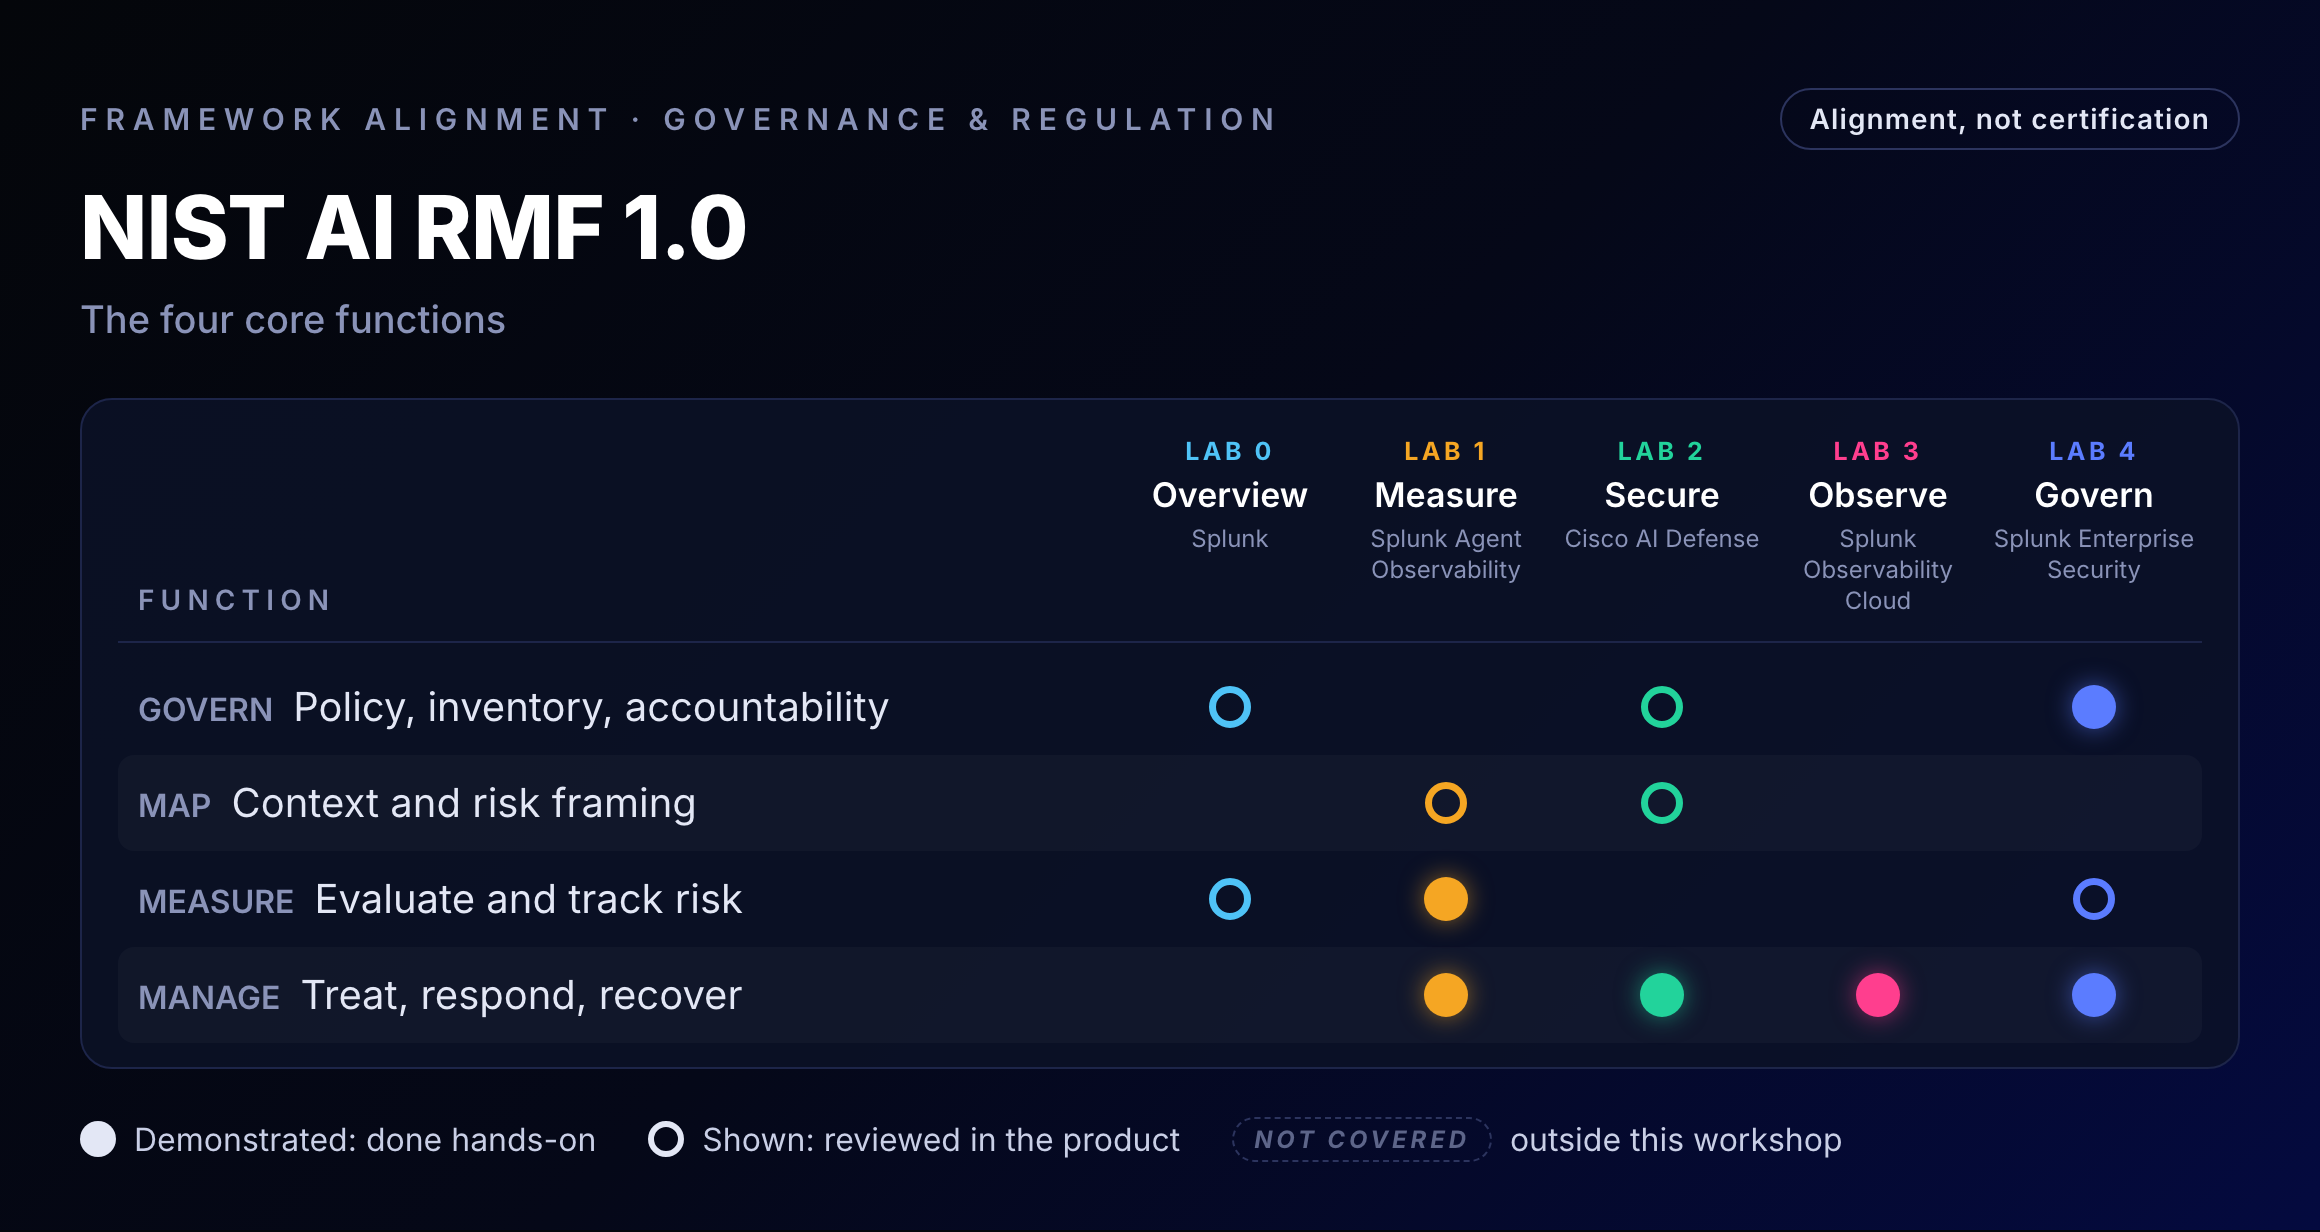 FRAMEWORK ALIGNMENT · GOVERNANCE & REGULATION
Alignment, not certification
NIST AI RMF 1.0
The four core functions
FUNCTION
LAB 0
Overview
Splunk
LAB 1
Measure
Splunk Agent
Observability
LAB 2
Secure
Cisco AI Defense
LAB 3
Observe
Splunk
Observability
Cloud
LAB 4
Govern
Splunk Enterprise
Security
GOVERN Policy, inventory, accountability
MAP Context and risk framing
MEASURE Evaluate and track risk
MANAGE Treat, respond, recover
Demonstrated: done hands-on
Shown: reviewed in the product
NOT COVERED outside this workshop